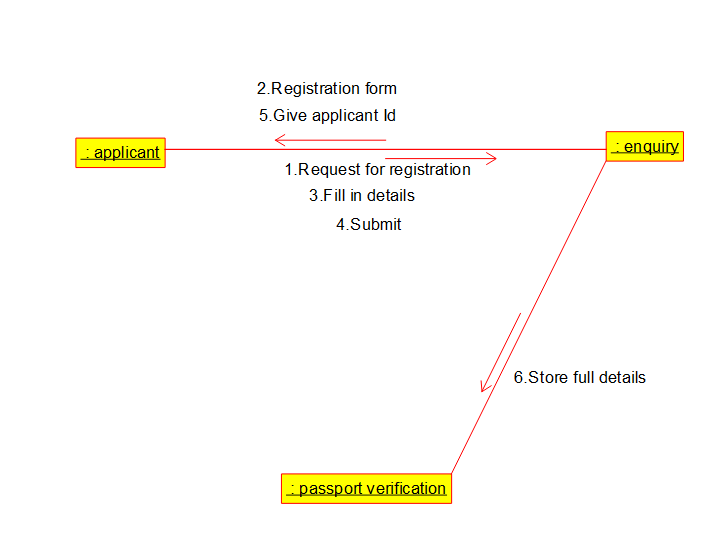 2.Registration form
5.Give applicant Id
: applicant
: enquiry
1.Request for registration
3.Fill in details
4.Submit
6.Store full details
: passport verification